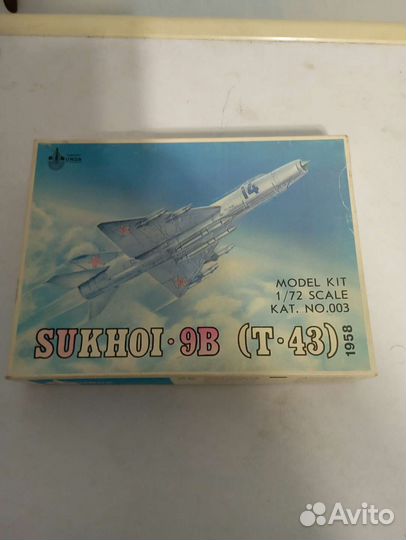 14
MODEL KIT
1/72 SCALE
KAT. NO.003
SUKHOI·9B (T·43)
1958
Avito